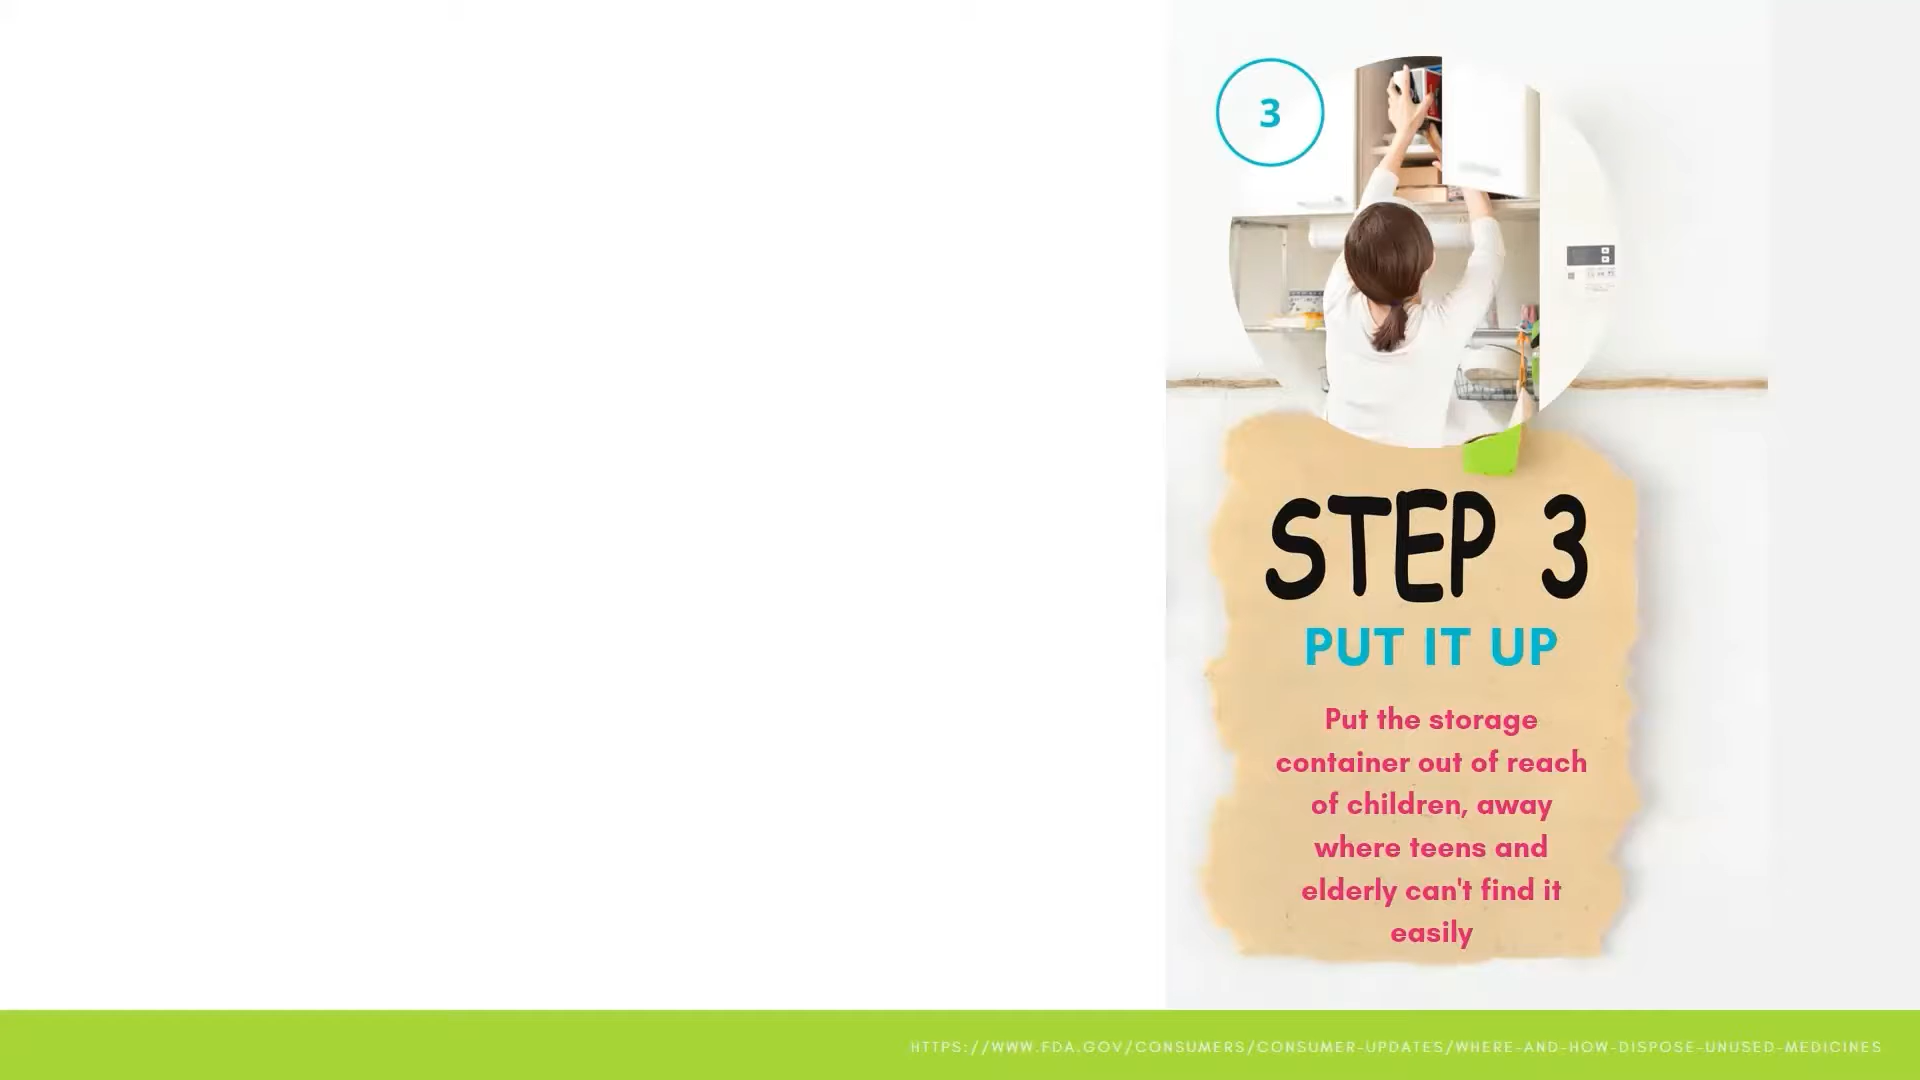 3
STEP 3
PUT IT UP
Put the storage
container out of reach
of children, away
where teens and
elderly can't find it
easily
HTTPS://WWW.FDA.GOV/CONSUMERS/CONSUMER-UPDATES/WHERE-AND-HOW-DISPOSE-UNUSED-MEDICINES